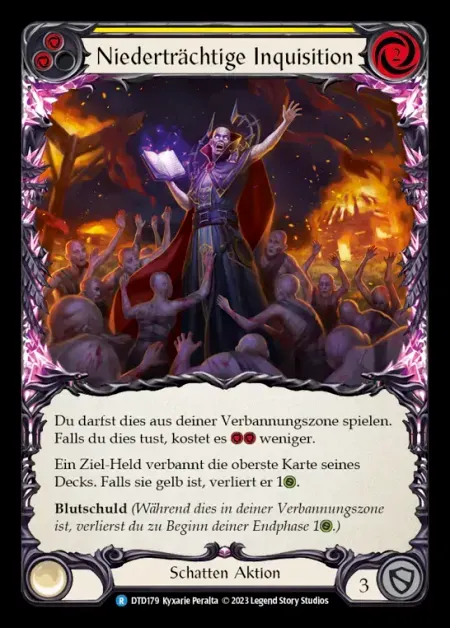 Niederträchtige Inquisition
Du darfst dies aus deiner Verbannungszone spielen.
Falls du dies tust, kostet es weniger.
Ein Ziel-Held verbannt die oberste Karte seines
Decks. Falls sie gelb ist, verliert er 1.
Blutschuld (Während dies in deiner Verbannungszone
ist, verlierst du zu Beginn deiner Endphase 1.)
Schatten Aktion
3
R DTD179 Kyxarie Peralta © 2023 Legend Story Studios